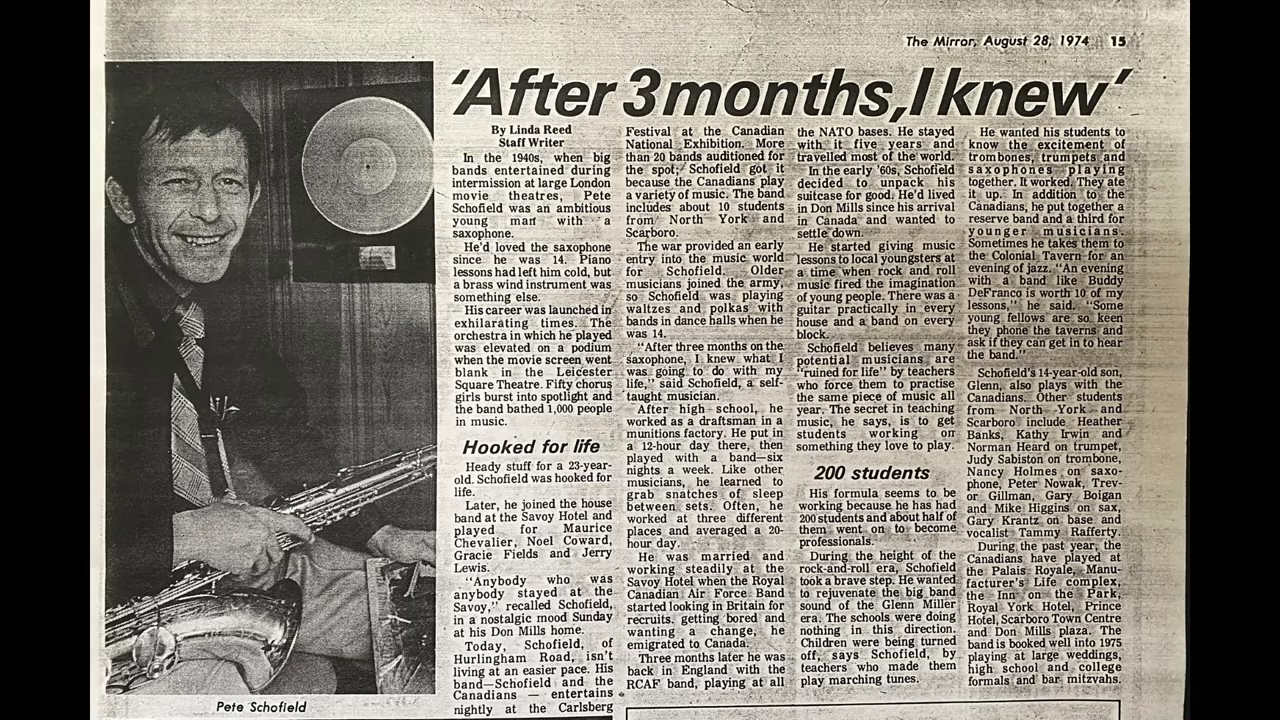 The Mirror, August 28, 1974 15
'After 3 months, I knew'
By Linda Reed
Staff Writer
In the 1940s, when big
bands entertained during
intermission at large London
movie theatres, Pete
Schofield was an ambitious
young man with a
saxophone.
He'd loved the saxophone
since he was 14. Piano
lessons had left him cold, but
a brass wind instrument was
something else.
His career was launched in
exhilarating times. The
orchestra in which he played
was elevated on a podium
when the movie screen went
blank in the Leicester
Square Theatre. Fifty chorus
girls burst into spotlight and
the band bathed 1,000 people
in music.
Hooked for life
Heady stuff for a 23-year-
old. Schofield was hooked for
life.
Later, he joined the house
band at the Savoy Hotel and
played for Maurice
Chevalier, Noel Coward,
Gracie Fields and Jerry
Lewis.
"Anybody who was
anybody stayed at the
Savoy," recalled Schofield,
in a nostalgic mood Sunday
at his Don Mills home.
Today, Schofield, of
Hurlingham Road, isn't
living at an easier pace. His
band—Schofield and the
Canadians — entertains
nightly at the Carlsberg
Festival at the Canadian
National Exhibition. More
than 20 bands auditioned for
the spot; Schofield got it
because the Canadians play
a variety of music. The band
includes about 10 students
from North York and
Scarboro.
The war provided an early
entry into the music world
for Schofield. Older
musicians joined the army,
so Schofield was playing
waltzes and polkas with
bands in dance halls when he
was 14.
"After three months on the
saxophone, I knew what I
was going to do with my
life," said Schofield, a self-
taught musician.
After high school, he
worked as a draftsman in a
munitions factory. He put in
a 12-hour day there, then
played with a band—six
nights a week. Like other
musicians, he learned to
grab snatches of sleep
between sets. Often, he
worked at three different
places and averaged a 20-
hour day.
He was married and
working steadily at the
Savoy Hotel when the Royal
Canadian Air Force Band
started looking in Britain for
recruits. getting bored and
wanting a change, he
emigrated to Canada.
Three months later he was
back in England with the
RCAF band, playing at all
the NATO bases. He stayed
with it five years and
travelled most of the world.
In the early '60s, Schofield
decided to unpack his
suitcase for good. He'd lived
in Don Mills since his arrival
in Canada and wanted to
settle down.
He started giving music
lessons to local youngsters at
a time when rock and roll
music fired the imagination
of young people. There was a
guitar practically in every
house and a band on every
block.
Schofield believes many
potential musicians are
"ruined for life" by teachers
who force them to practise
the same piece of music all
year. The secret in teaching
music, he says, is to get
students working on
something they love to play.
200 students
His formula seems to be
working because he has had
200 students and about half of
them went on to become
professionals.
During the height of the
rock-and-roll era, Schofield
took a brave step. He wanted
to rejuvenate the big band
sound of the Glenn Miller
era. The schools were doing
nothing in this direction.
Children were being turned
off, says Schofield, by
teachers who made them
play marching tunes.
He wanted his students to
know the excitement of
trombones, trumpets and
saxophones playing
together. It worked. They ate
it up. In addition to the
Canadians, he put together a
reserve band and a third for
younger musicians.
Sometimes he takes them to
the Colonial Tavern for an
evening of jazz. "An evening
with a band like Buddy
DeFranco is worth 10 of my
lessons," he said. "Some
young fellows are so keen
they phone the taverns and
ask if they can get in to hear
the band."
Schofield's 14-year-old son,
Glenn, also plays with the
Canadians. Other students
from North York and
Scarboro include Heather
Banks, Kathy Irwin and
Norman Heard on trumpet,
Judy Sabiston on trombone,
Nancy Holmes on saxo-
phone, Peter Nowak, Trev-
or Gillman, Gary Boigan
and Mike Higgins on sax,
Gary Krantz on base and
vocalist Tammy Rafferty.
During the past year, the
Canadians have played at
the Palais Royale, Manu-
facturer's Life complex,
the Inn on the Park,
Royal York Hotel, Prince
Hotel, Scarboro Town Centre
and Don Mills plaza. The
band is booked well into 1975
playing at large weddings,
high school and college
formals and bar mitzvahs.
Pete Schofield